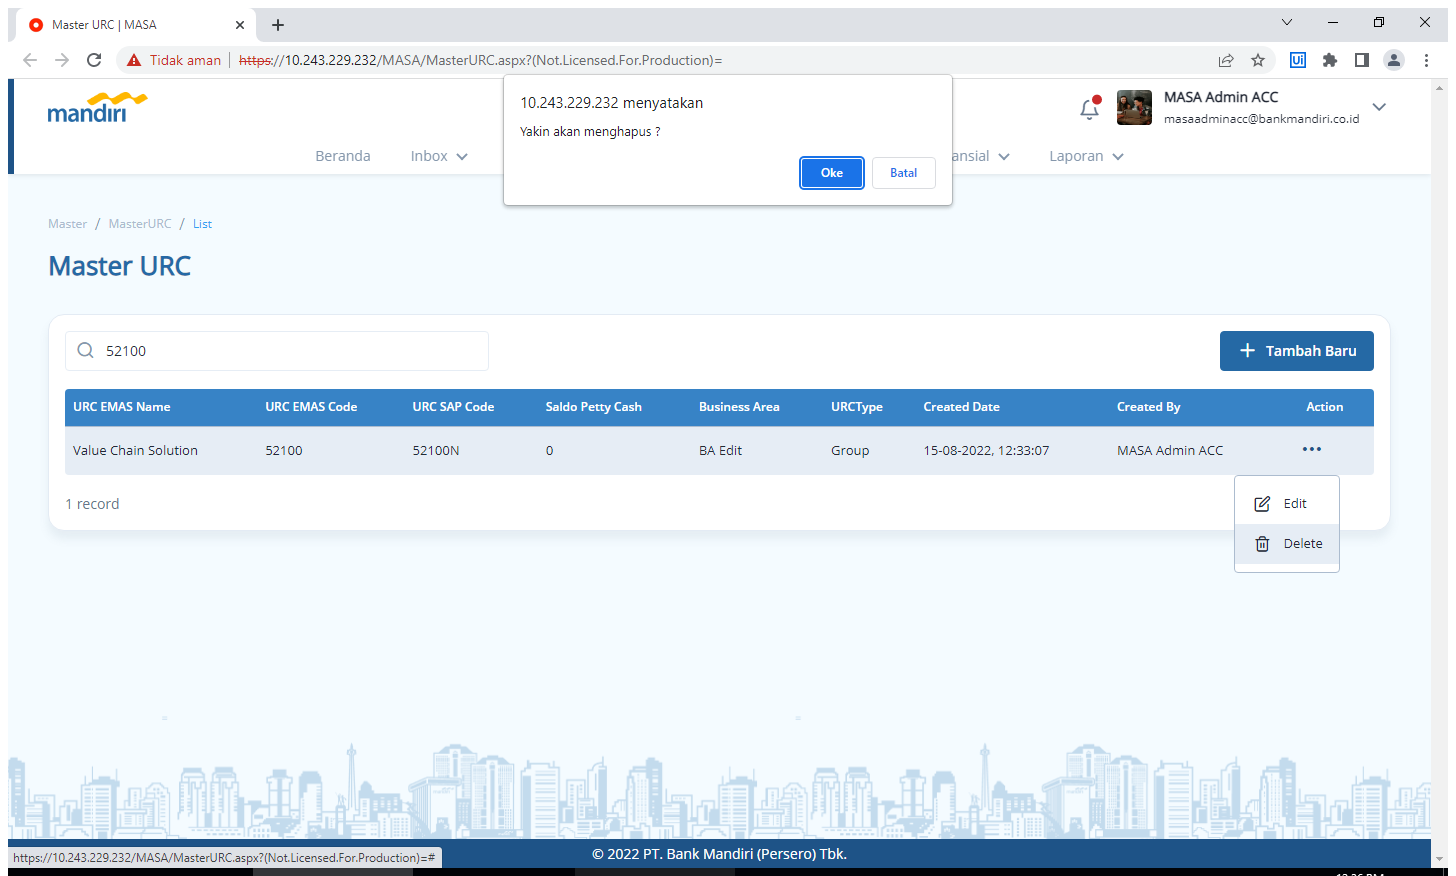 Master URC | MASA
Tidak aman https://10.243.229.232/MASA/MasterURC.aspx?(Not.Licensed.For.Production)=
10.243.229.232 menyatakan
Yakin akan menghapus ?
Oke Batal
mandiri
MASA Admin ACC
masaadminacc@bankmandiri.co.id
Beranda Inbox ansial Laporan
Master / MasterURC / List
Master URC
52100
Tambah Baru
URC EMAS Name URC EMAS Code URC SAP Code Saldo Petty Cash Business Area URCType Created Date Created By Action
Value Chain Solution 52100 52100N 0 BA Edit Group 15-08-2022, 12:33:07 MASA Admin ACC
1 record
Edit
Delete
© 2022 PT. Bank Mandiri (Persero) Tbk.
https://10.243.229.232/MASA/MasterURC.aspx?(Not.Licensed.For.Production)=#